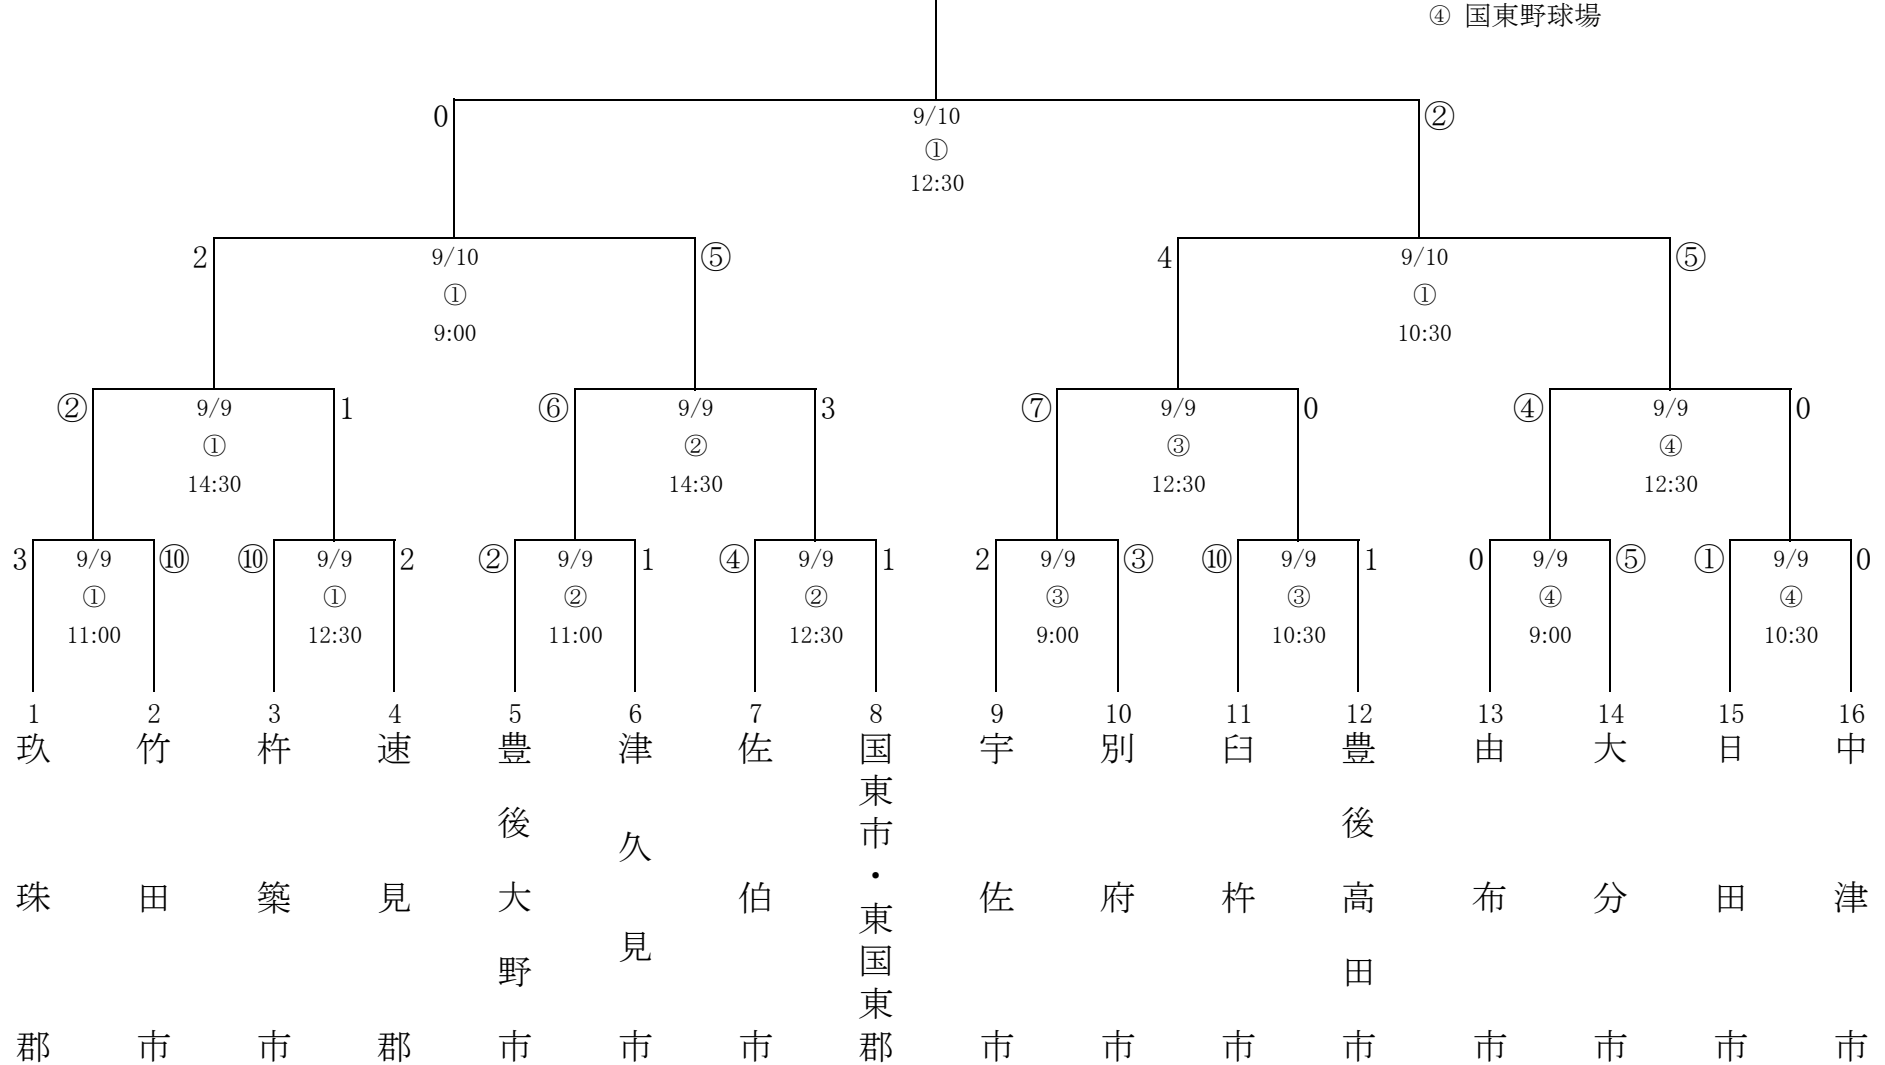 ④ 国東野球場
0 9/10 ②
①
12:30
2 9/10 ⑤ 4 9/10 ⑤
① ①
9:00 10:30
② 9/9 1 ⑥ 9/9 3 ⑦ 9/9 0 ④ 9/9 0
① ② ③ ④
14:30 14:30 12:30 12:30
3 9/9 ⑩ ⑩ 9/9 2 ② 9/9 1 ④ 9/9 1 2 9/9 ③ ⑩ 9/9 1 0 9/9 ⑤ ① 9/9 0
① ① ② ② ③ ③ ④ ④
11:00 12:30 11:00 12:30 9:00 10:30 9:00 10:30
1 2 3 4 5 6 7 8 9 10 11 12 13 14 15 16
玖珠郡
竹田市
杵築市
速見郡
豊後大野市
津久見市
佐伯市
国東市・東国東郡
宇佐市
別府市
臼杵市
豊後高田市
由布市
大分市
日田市
中津市